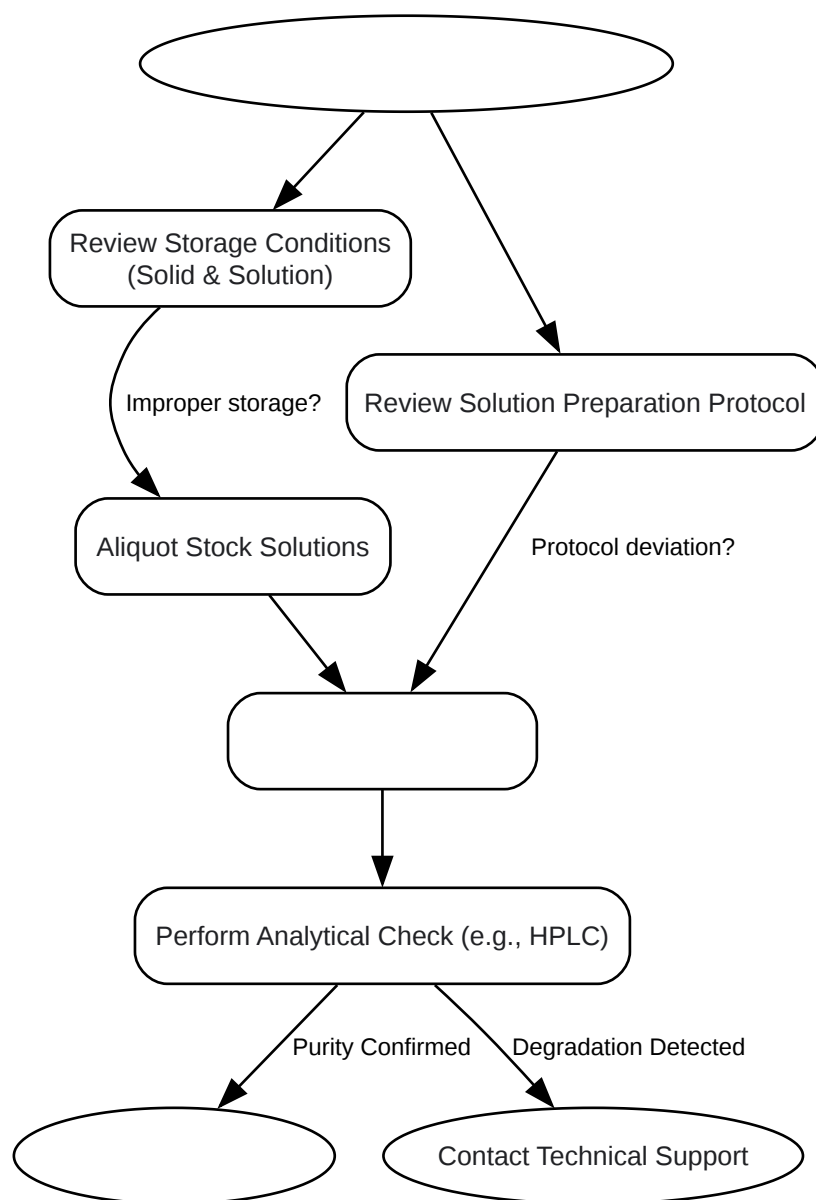 Review Storage Conditions
(Solid & Solution)
Improper storage?
Review Solution Preparation Protocol
Aliquot Stock Solutions
Protocol deviation?
Perform Analytical Check (e.g., HPLC)
Purity Confirmed
Degradation Detected
Contact Technical Support